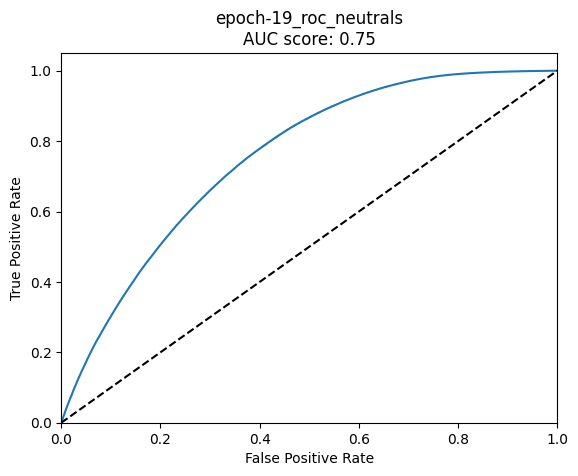 epoch-19_roc_neutrals
AUC score: 0.75
1.0
0.8
0.6
0.4
0.2
0.0
True Positive Rate
0.0 0.2 0.4 0.6 0.8 1.0
False Positive Rate